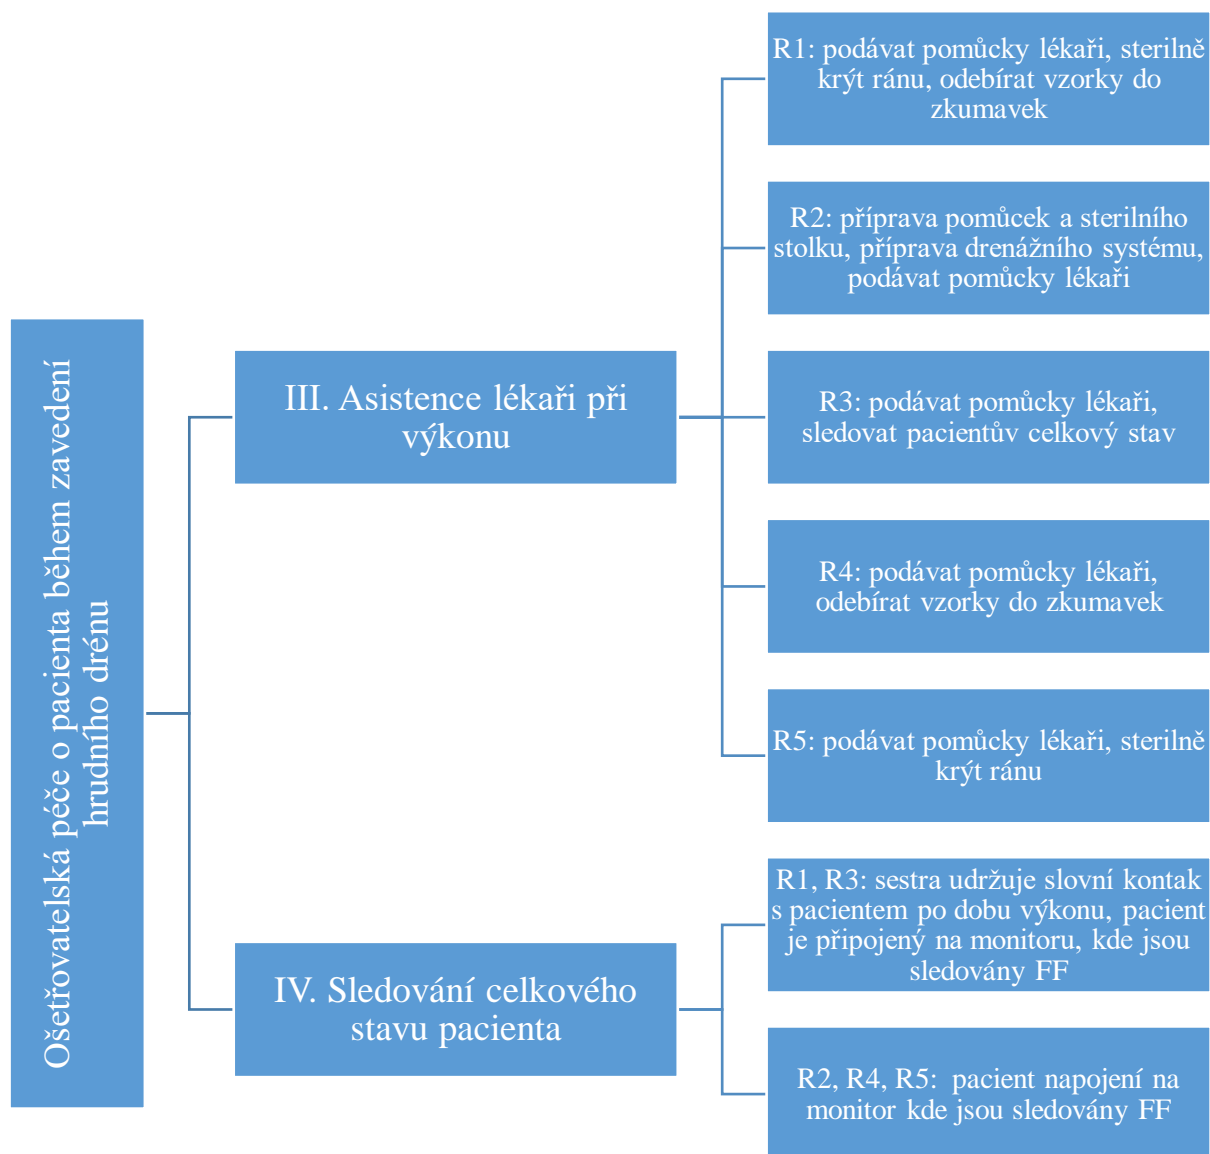 Ošetřovatelská péče o pacienta během zavedení
hrudního drénu
III. Asistence lékaři při
výkonu
R1: podávat pomůcky lékaři, sterilně
krýt ránu, odebírat vzorky do
zkumavek
R2: příprava pomůcek a sterilního
stolku, příprava drenážního systému,
podávat pomůcky lékaři
R3: podávat pomůcky lékaři,
sledovat pacientův celkový stav
R4: podávat pomůcky lékaři,
odebírat vzorky do zkumavek
R5: podávat pomůcky lékaři, sterilně
krýt ránu
IV. Sledování celkového
stavu pacienta
R1, R3: sestra udržuje slovní kontak
s pacientem po dobu výkonu, pacient
je připojený na monitoru, kde jsou
sledovány FF
R2, R4, R5: pacient napojení na
monitor kde jsou sledovány FF